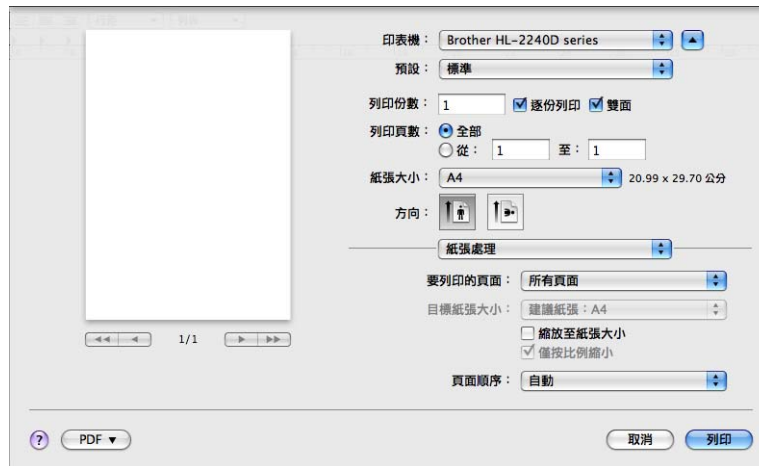 印表機： Brother HL-2240D series
預設： 標準
列印份數： 1 逐份列印 雙面
列印頁數： 全部
從： 1 至： 1
紙張大小： A4 20.99 x 29.70 公分
方向：
紙張處理
要列印的頁面： 所有頁面
目標紙張大小： 建議紙張：A4
縮放至紙張大小
僅按比例縮小
頁面順序： 自動
1/1
? PDF 取消 列印